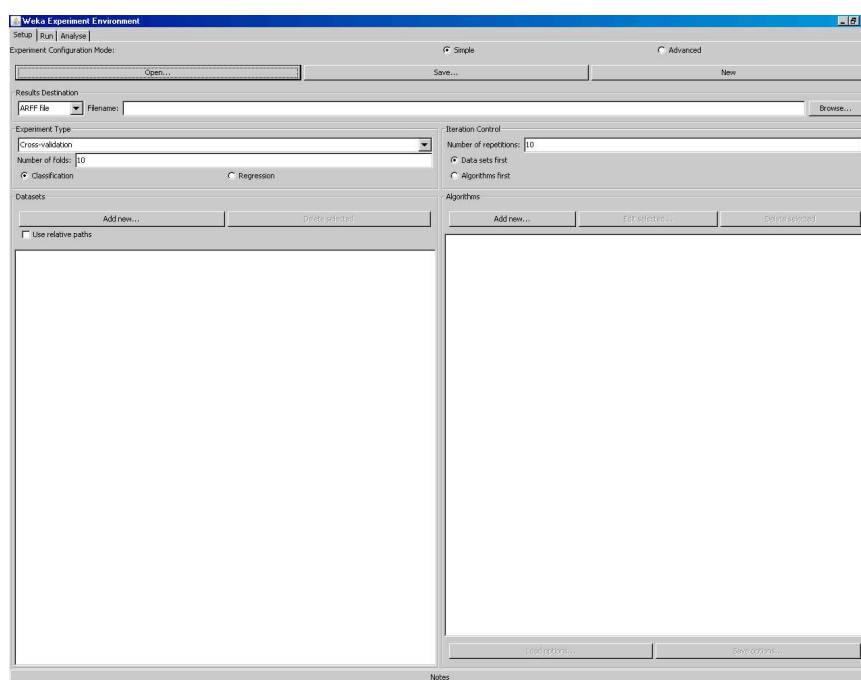 Weka Experiment Environment
Setup Run Analyse
Experiment Configuration Mode: Simple Advanced
Open... Save... New
Results Destination
ARFF file Filename: Browse...
Experiment Type
Cross-validation
Number of folds: 10
Classification Regression
Iteration Control
Number of repetitions: 10
Data sets first
Algorithms first
Datasets
Add new... Delete selected
Use relative paths
Algorithms
Add new... Edit selected... Delete selected
Load options... Save options...
Notes